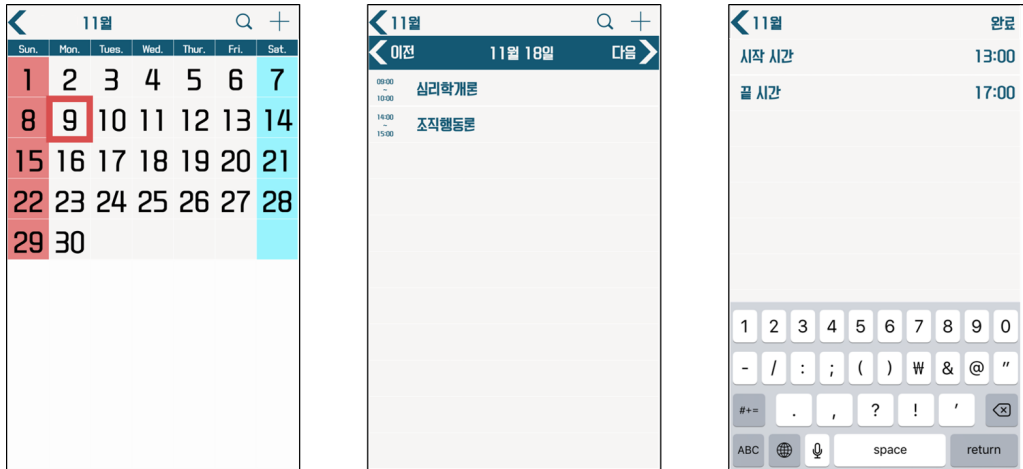 11월
Sun. Mon. Tues. Wed. Thur. Fri. Sat.
1 2 3 4 5 6 7
8 9 10 11 12 13 14
15 16 17 18 19 20 21
22 23 24 25 26 27 28
29 30
11월
이전 11월 18일 다음
09:00
~
10:00
심리학개론
14:00
~
15:00
조직행동론
11월 완료
시작 시간 13:00
끝 시간 17:00
1 2 3 4 5 6 7 8 9 0
- / : ; ( ) ₩ & @ "
#+= . , ? ! '
ABC space return